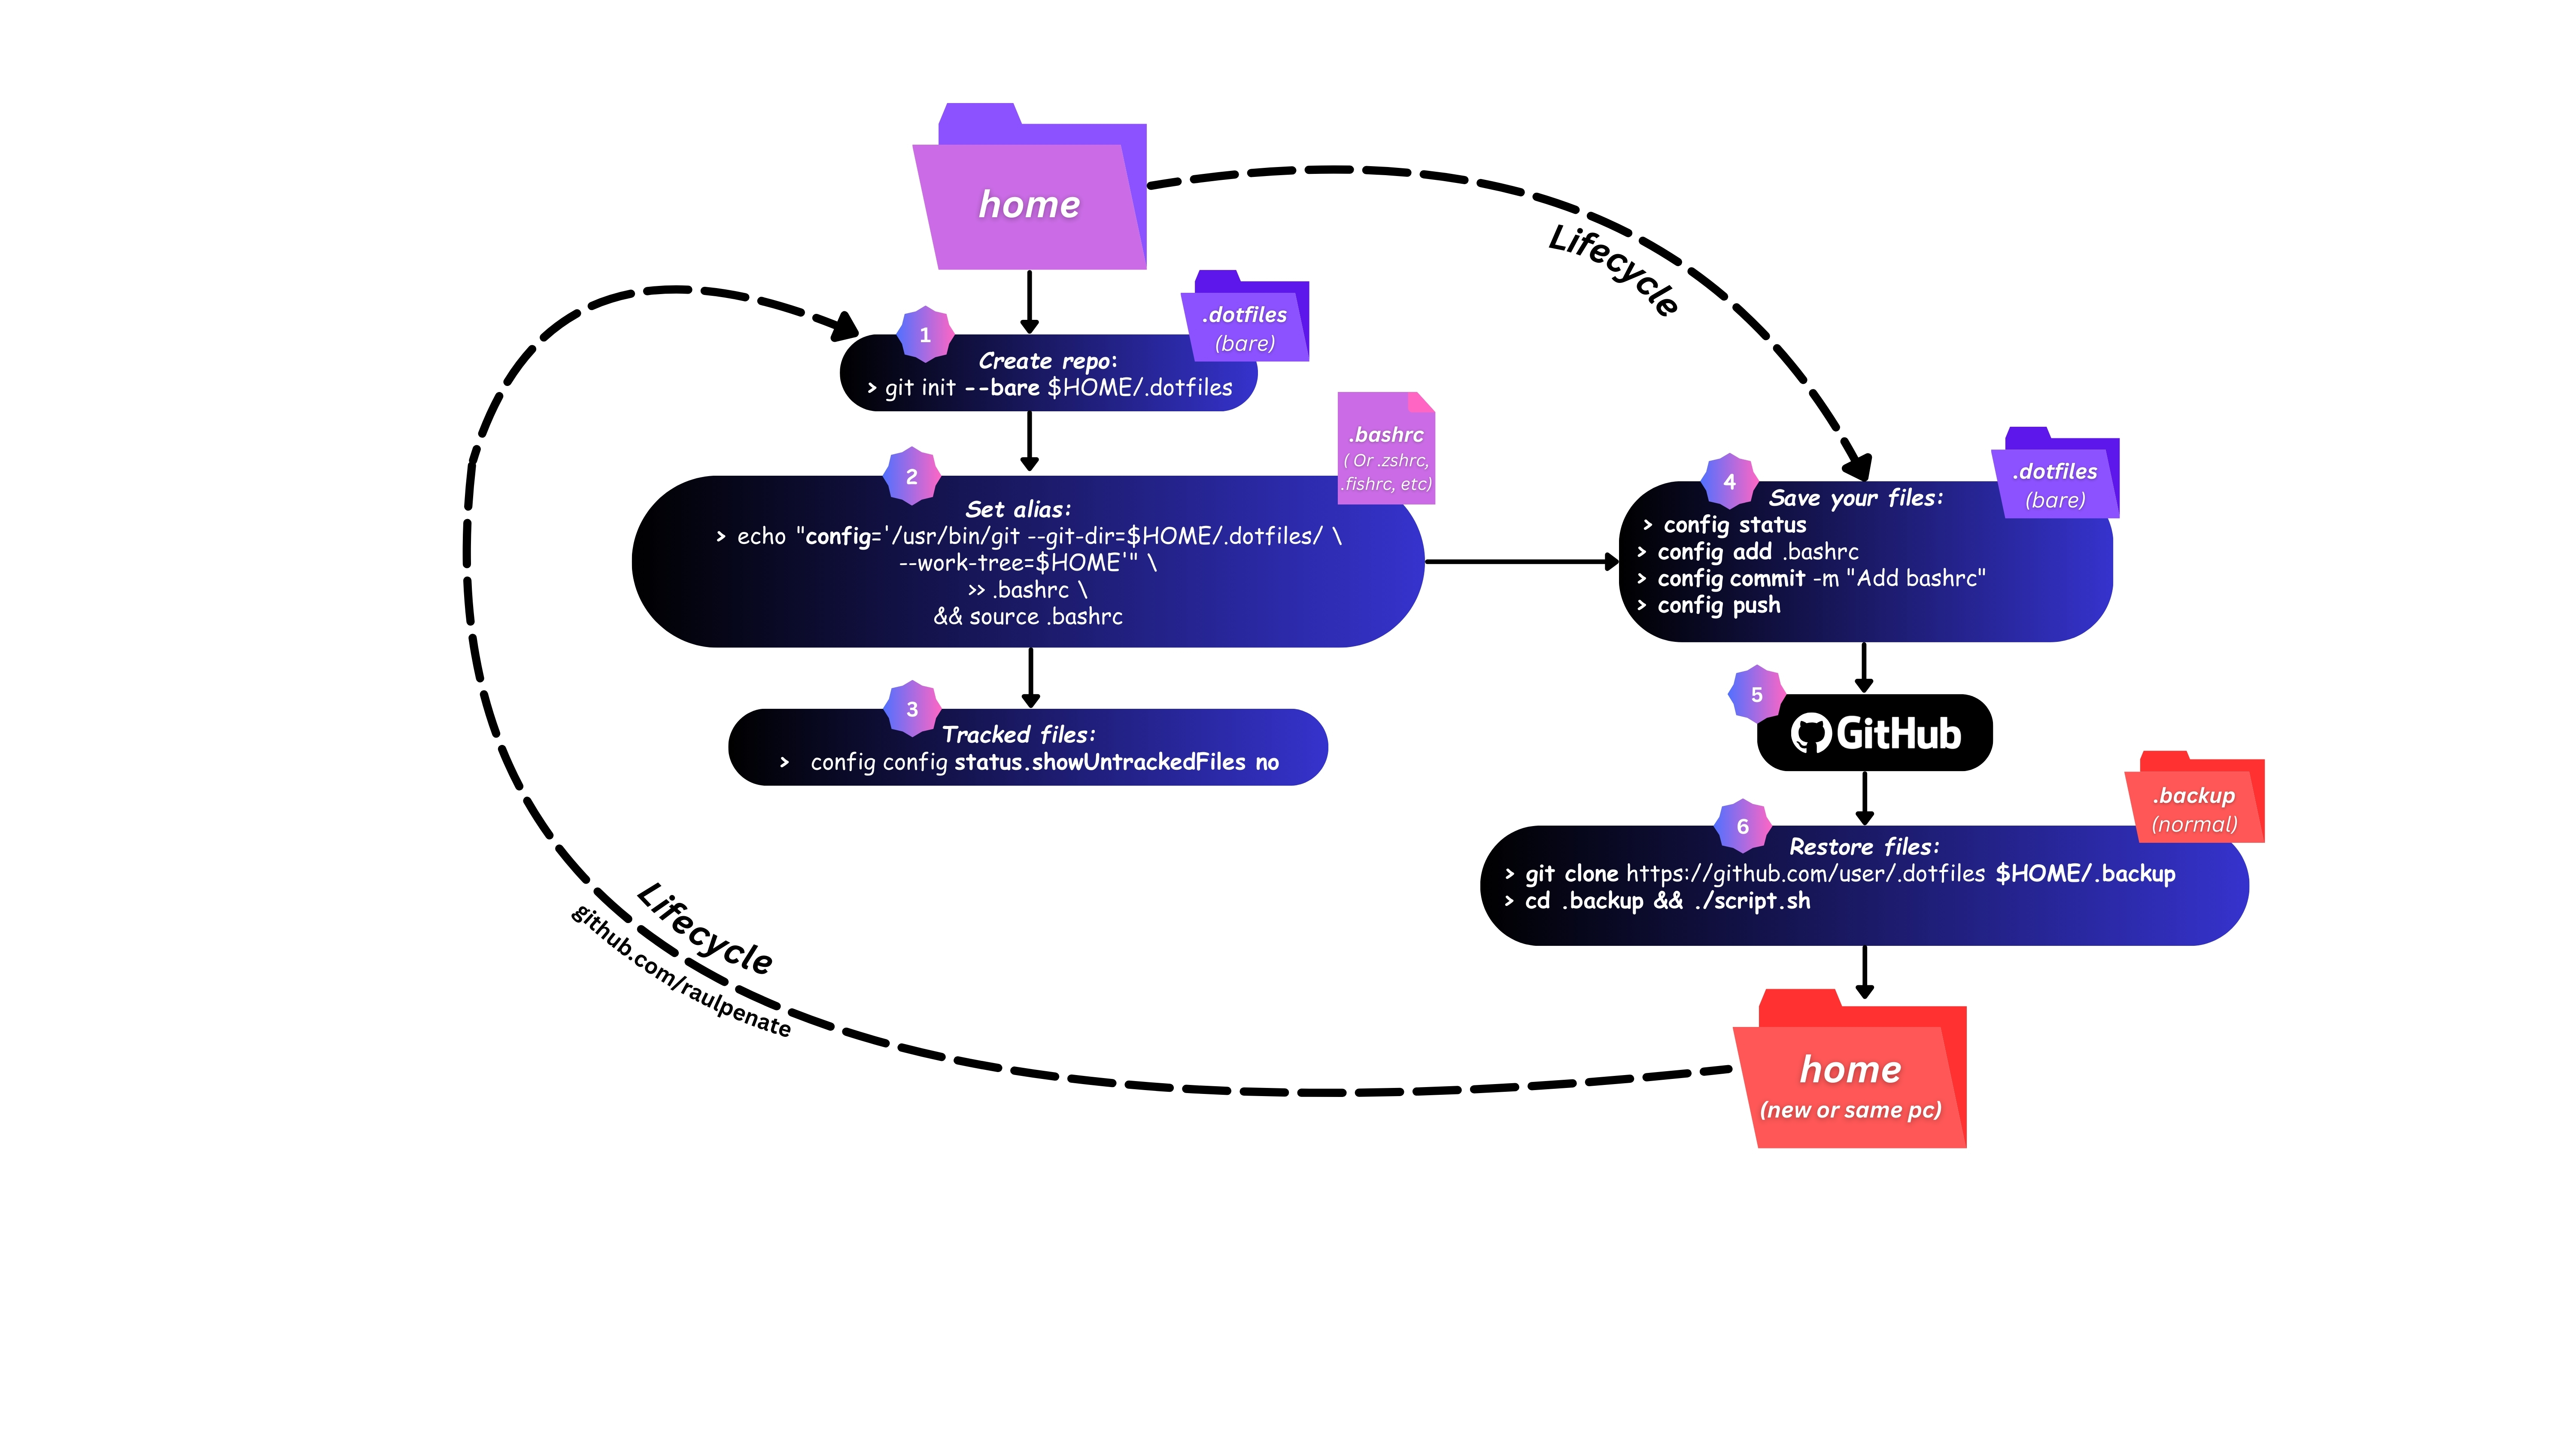 home
.dotfiles
(bare)
1
Create repo:
> git init --bare $HOME/.dotfiles
.bashrc
( Or .zshrc,
.fishrc, etc)
2
Set alias:
> echo "config='/usr/bin/git --git-dir=$HOME/.dotfiles/ \
--work-tree=$HOME'" \
>> .bashrc \
&& source .bashrc
3
Tracked files:
> config config status.showUntrackedFiles no
Lifecycle
.dotfiles
(bare)
4
Save your files:
> config status
> config add .bashrc
> config commit -m "Add bashrc"
> config push
5
GitHub
.backup
(normal)
6
Restore files:
> git clone https://github.com/user/.dotfiles $HOME/.backup
> cd .backup && ./script.sh
home
(new or same pc)
Lifecycle
github.com/raulpenate